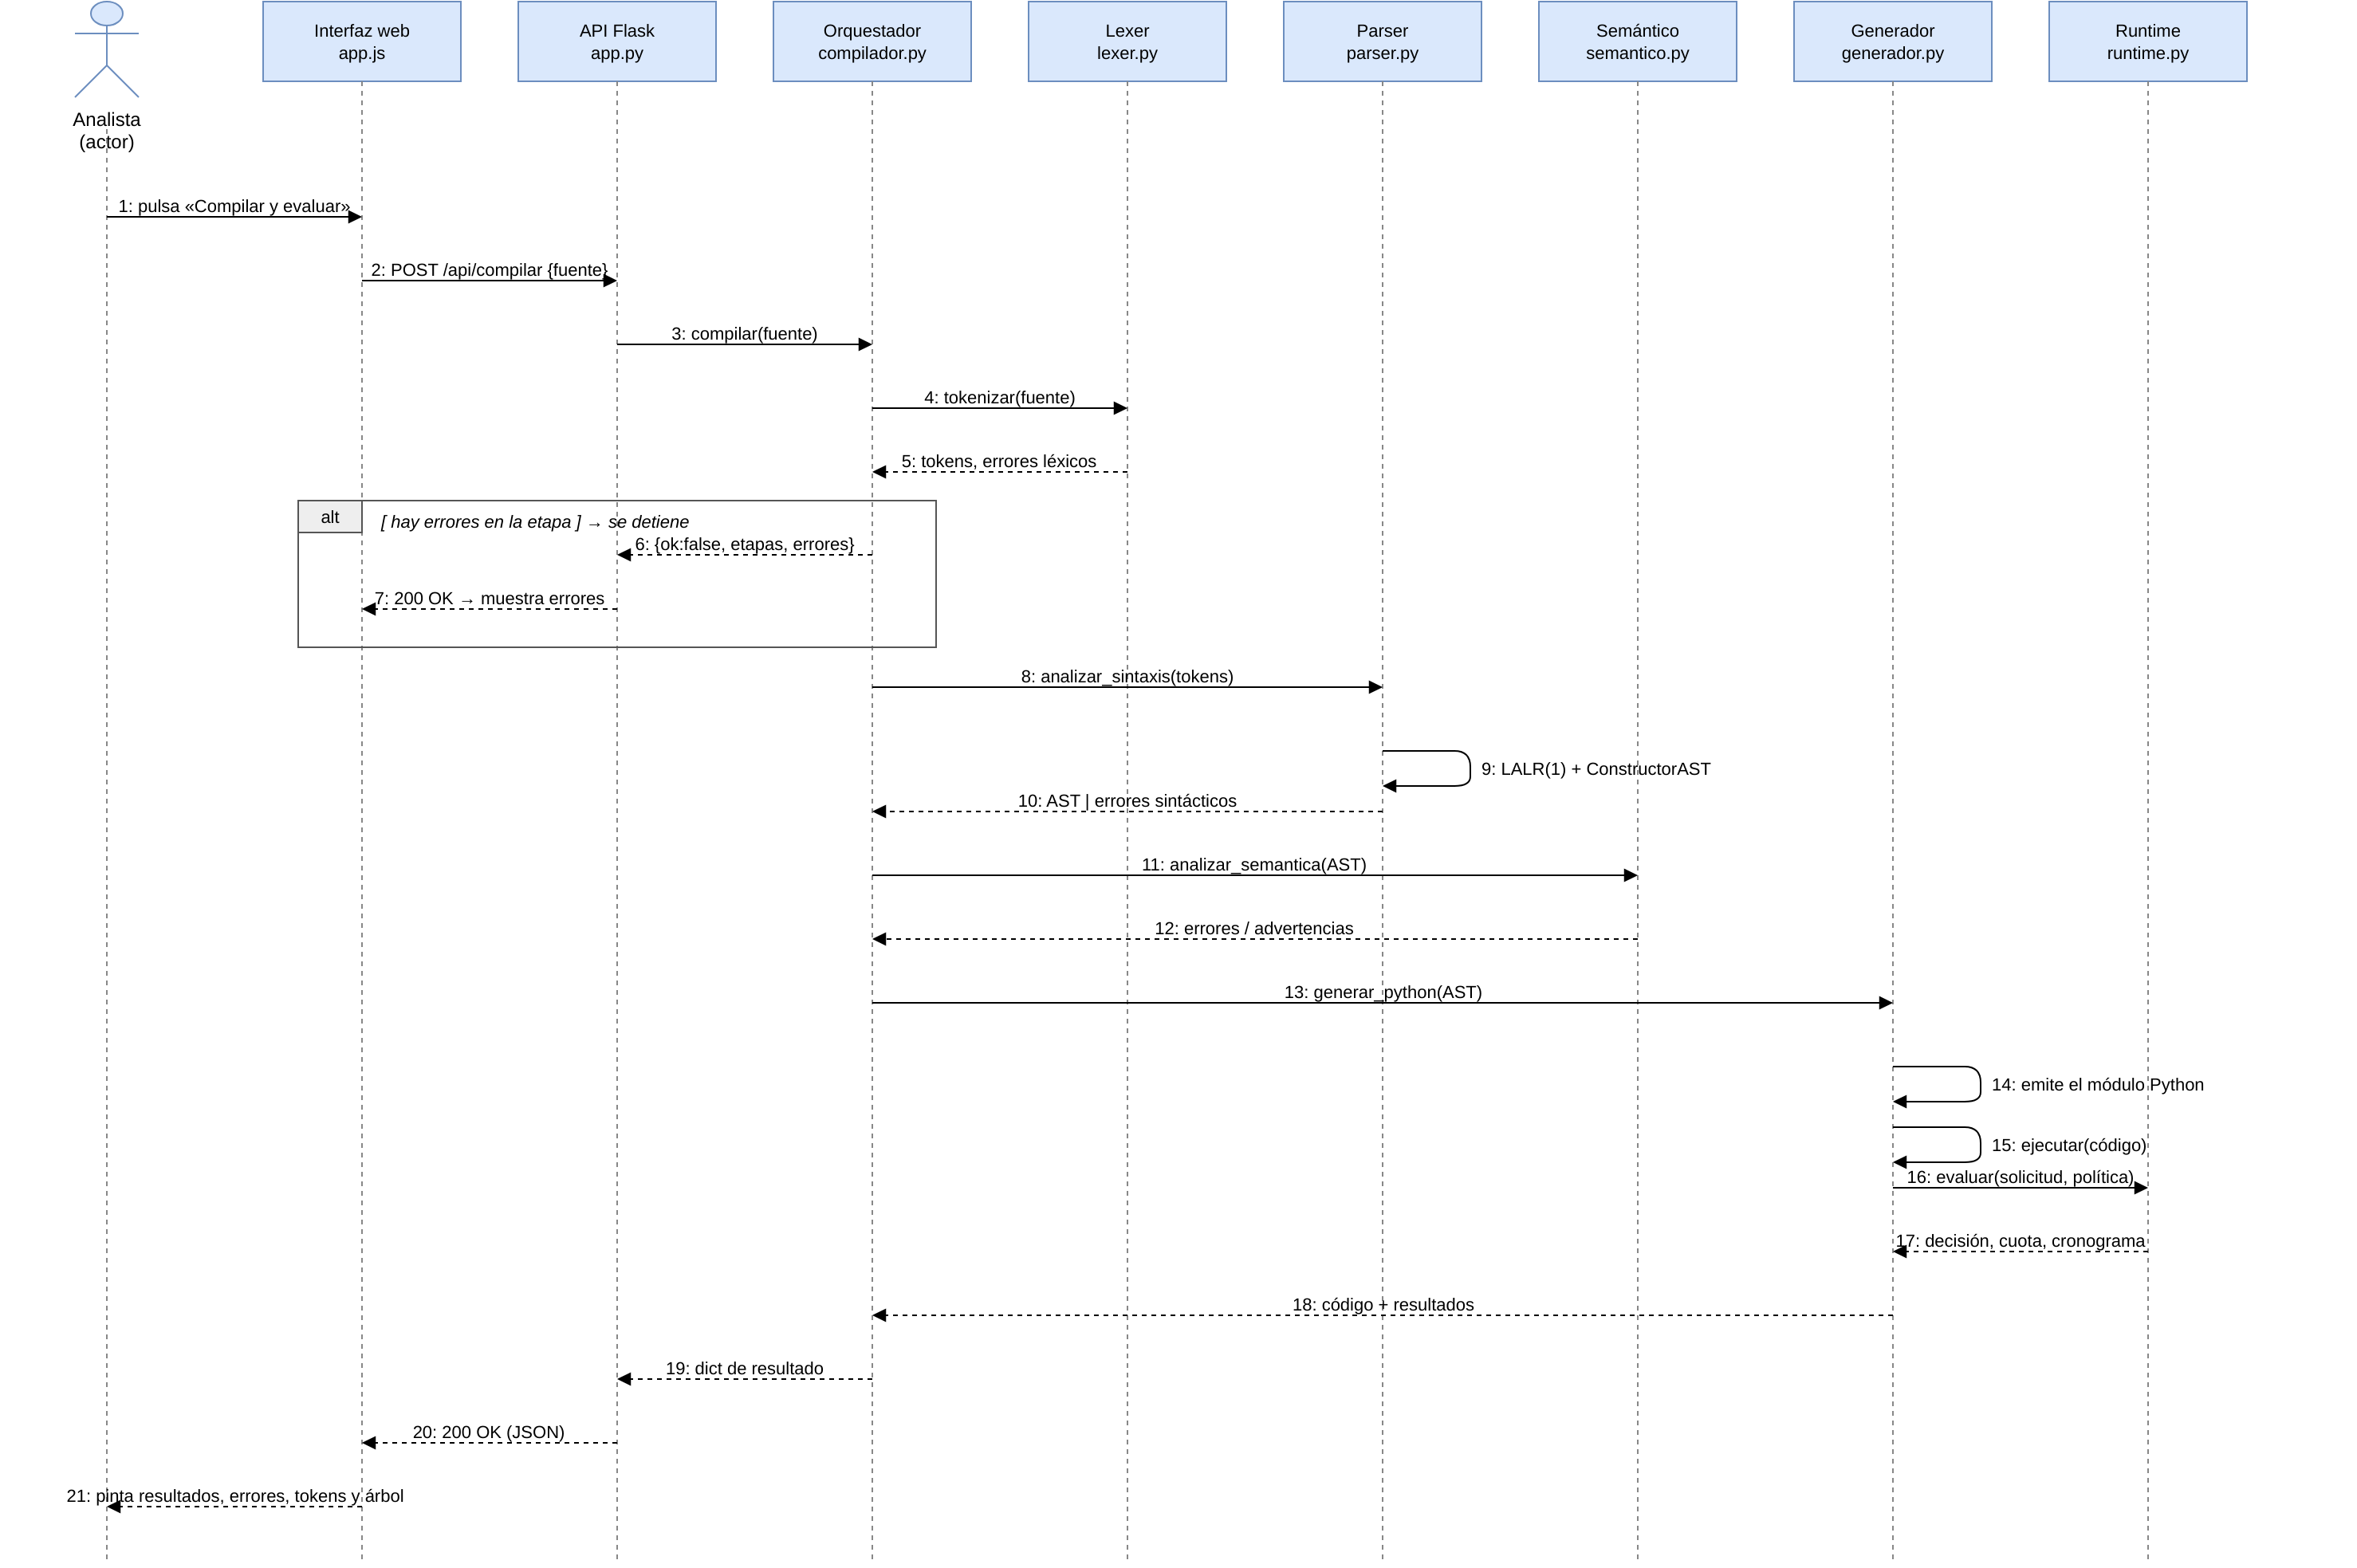 Analista
(actor)
Interfaz web
app.js
API Flask
app.py
Orquestador
compilador.py
Lexer
lexer.py
Parser
parser.py
Semántico
semantico.py
Generador
generador.py
Runtime
runtime.py
1: pulsa «Compilar y evaluar»
2: POST /api/compilar {fuente}
3: compilar(fuente)
4: tokenizar(fuente)
5: tokens, errores léxicos
alt
[ hay errores en la etapa ] → se detiene
6: {ok:false, etapas, errores}
7: 200 OK → muestra errores
8: analizar_sintaxis(tokens)
9: LALR(1) + ConstructorAST
10: AST | errores sintácticos
11: analizar_semantica(AST)
12: errores / advertencias
13: generar_python(AST)
14: emite el módulo Python
15: ejecutar(código)
16: evaluar(solicitud, política)
17: decisión, cuota, cronograma
18: código + resultados
19: dict de resultado
20: 200 OK (JSON)
21: pinta resultados, errores, tokens y árbol